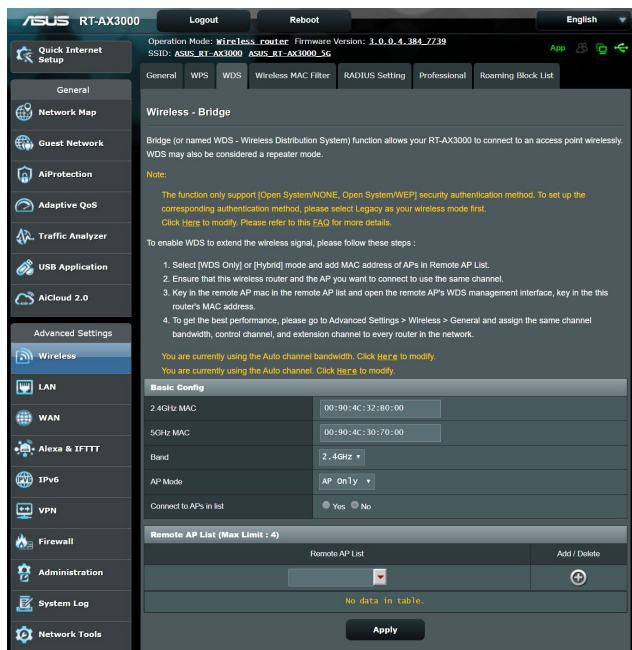 ASUS RT-AX3000 Logout Reboot English
Operation Mode: Wireless router Firmware Version: 3.0.0.4.384_7739
SSID: ASUS_RT-AX3000 ASUS_RT-AX3000_5G
App
Quick Internet
Setup
General
Network Map
Guest Network
AiProtection
Adaptive QoS
Traffic Analyzer
USB Application
AiCloud 2.0
Advanced Settings
Wireless
LAN
WAN
Alexa & IFTTT
IPv6
VPN
Firewall
Administration
System Log
Network Tools
General WPS WDS Wireless MAC Filter RADIUS Setting Professional Roaming Block List
Wireless - Bridge
Bridge (or named WDS - Wireless Distribution System) function allows your RT-AX3000 to connect to an access point wirelessly.
WDS may also be considered a repeater mode.
Note:
The function only support [Open System/NONE, Open System/WEP] security authentication method. To set up the
corresponding authentication method, please select Legacy as your wireless mode first.
Click Here to modify. Please refer to this FAQ for more details.
To enable WDS to extend the wireless signal, please follow these steps :
1. Select [WDS Only] or [Hybrid] mode and add MAC address of APs in Remote AP List.
2. Ensure that this wireless router and the AP you want to connect to use the same channel.
3. Key in the remote AP mac in the remote AP list and open the remote AP's WDS management interface, key in the this
router's MAC address.
4. To get the best performance, please go to Advanced Settings > Wireless > General and assign the same channel
bandwidth, control channel, and extension channel to every router in the network.
You are currently using the Auto channel bandwidth. Click Here to modify.
You are currently using the Auto channel. Click Here to modify.
Basic Config
2.4GHz MAC 00:90:4C:32:B0:00
5GHz MAC 00:90:4C:30:70:00
Band 2.4GHz
AP Mode AP Only
Connect to APs in list Yes No
Remote AP List (Max Limit : 4)
Remote AP List Add / Delete
No data in table.
Apply